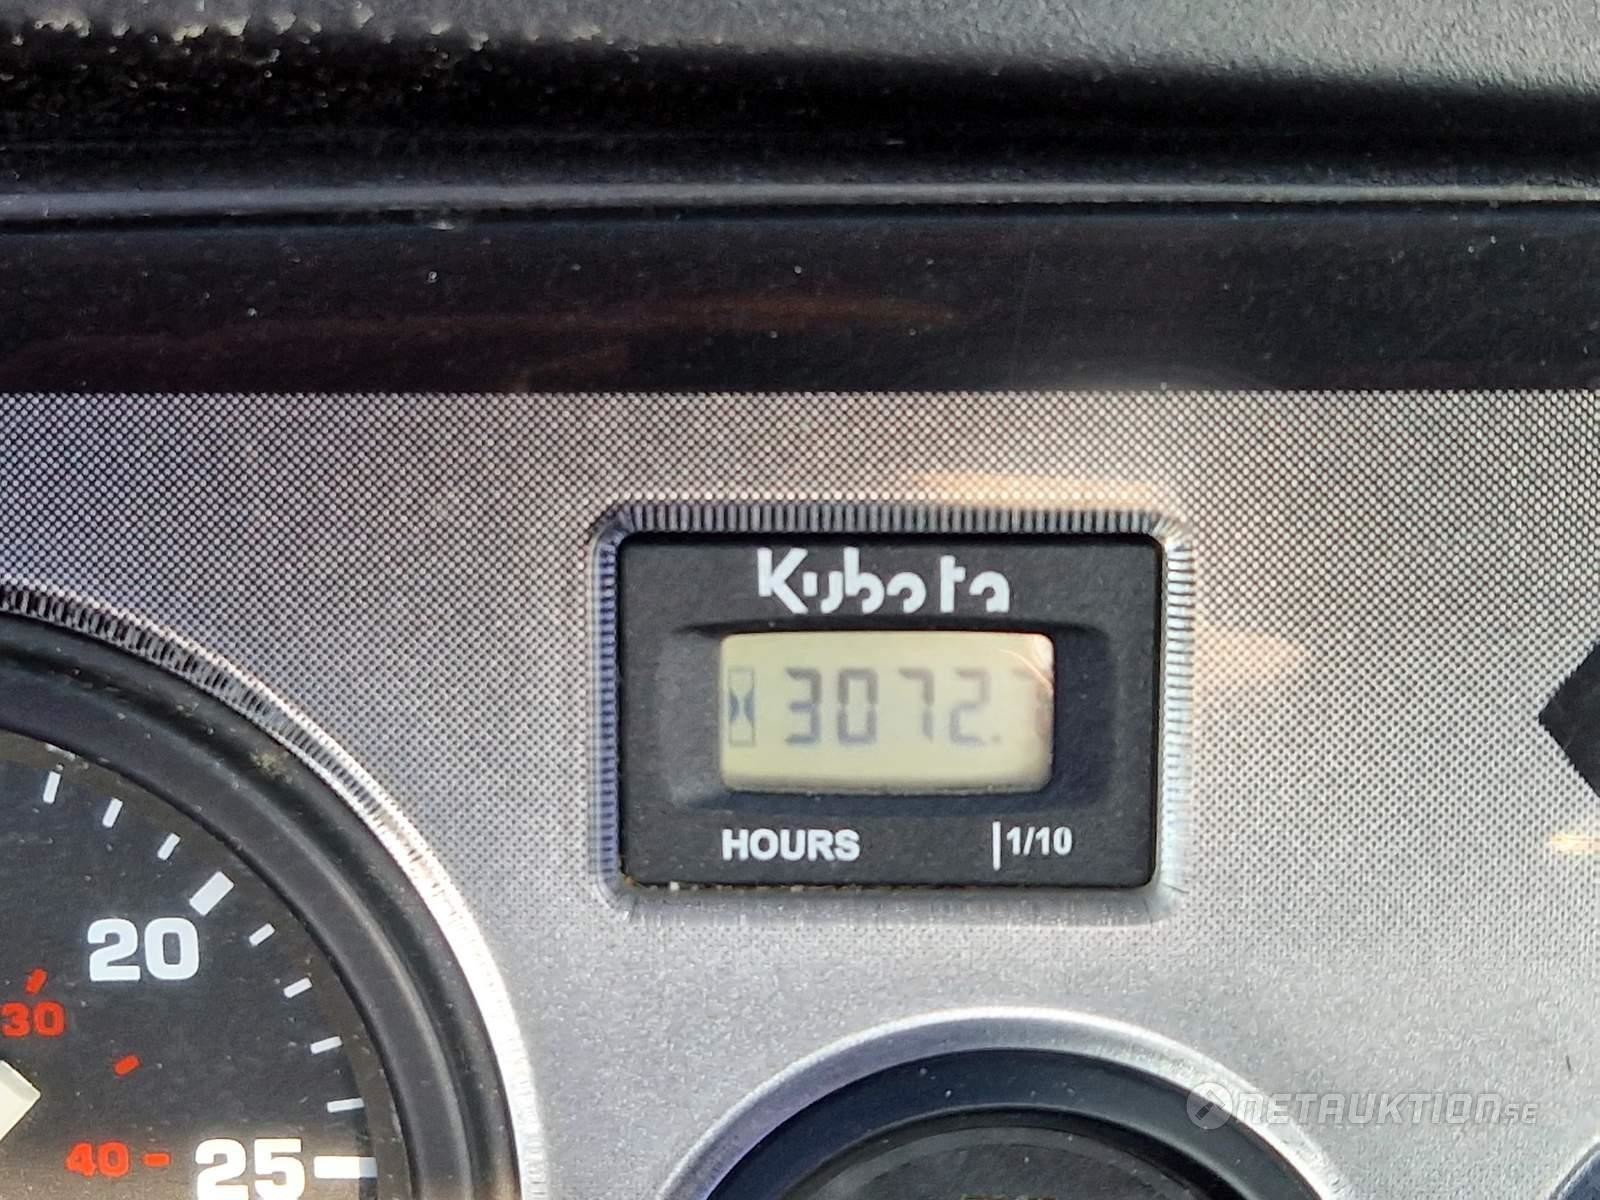 Kubota
3072.
HOURS 1/10
20
30
40
25
NETAUKTION.SE